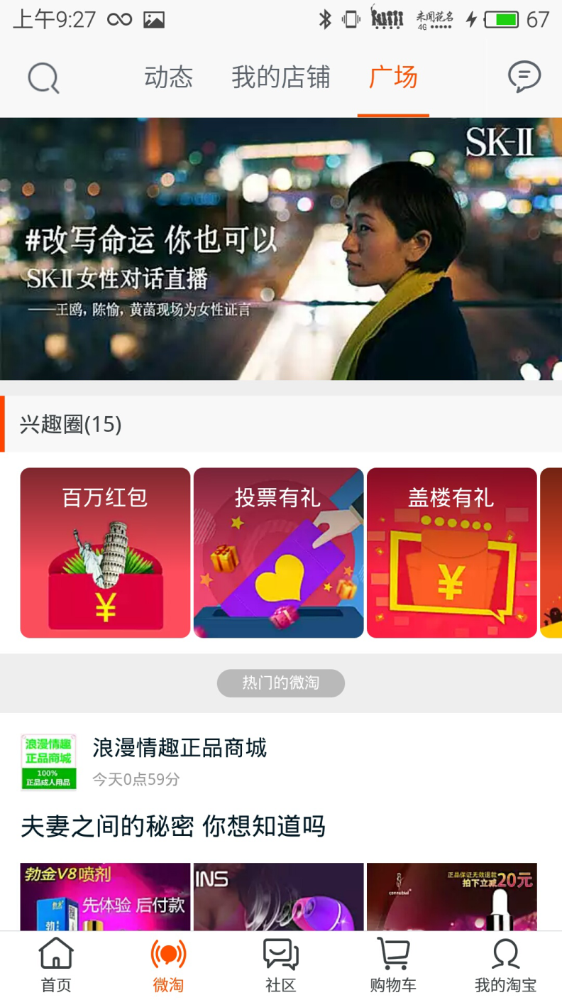 上午9:27
未闻花名
4G
67
动态
我的店铺
广场
SK-II
#改写命运 你也可以
SK-II女性对话直播
——王鸥, 陈愉, 黄菡现场为女性证言
兴趣圈(15)
百万红包
投票有礼
盖楼有礼
¥
¥
热门的微淘
浪漫情趣
正品商城
100%
正品成人用品
浪漫情趣正品商城
今天0点59分
夫妻之间的秘密 你想知道吗
勃金V8喷剂
先体验 后付款
勃
INS
正品保证无效退款
拍下立减20元
connubial
首页
微淘
社区
购物车
我的淘宝